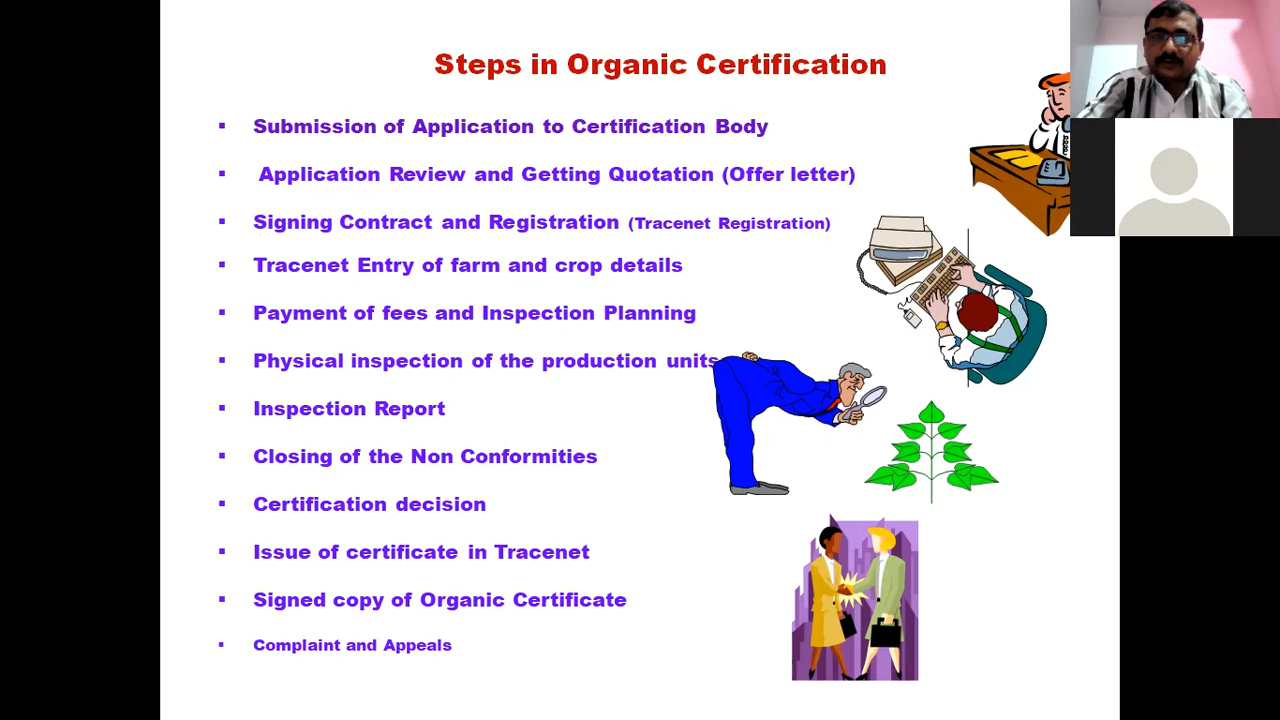 Steps in Organic Certification
▪ Submission of Application to Certification Body
▪ Application Review and Getting Quotation (Offer letter)
▪ Signing Contract and Registration (Tracenet Registration)
▪ Tracenet Entry of farm and crop details
▪ Payment of fees and Inspection Planning
▪ Physical inspection of the production units
▪ Inspection Report
▪ Closing of the Non Conformities
▪ Certification decision
▪ Issue of certificate in Tracenet
▪ Signed copy of Organic Certificate
▪ Complaint and Appeals